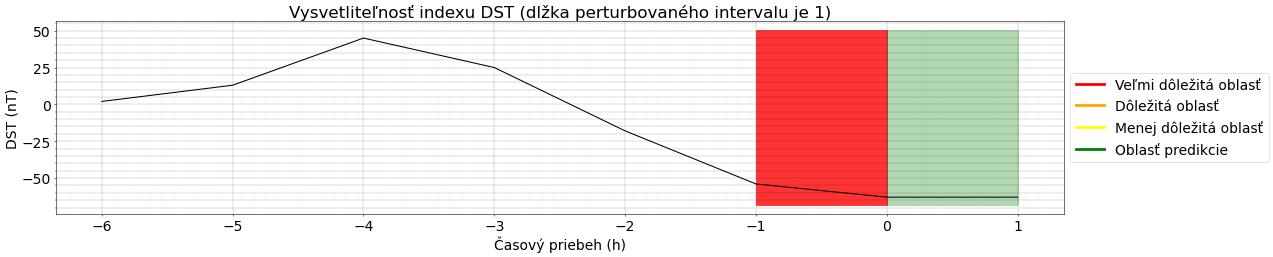 Vysvetliteľnosť indexu DST (dĺžka perturbovaného intervalu je 1)
DST (nT)
50
25
0
−25
−50
−6 −5 −4 −3 −2 −1 0 1
Časový priebeh (h)
Veľmi dôležitá oblasť
Dôležitá oblasť
Menej dôležitá oblasť
Oblasť predikcie